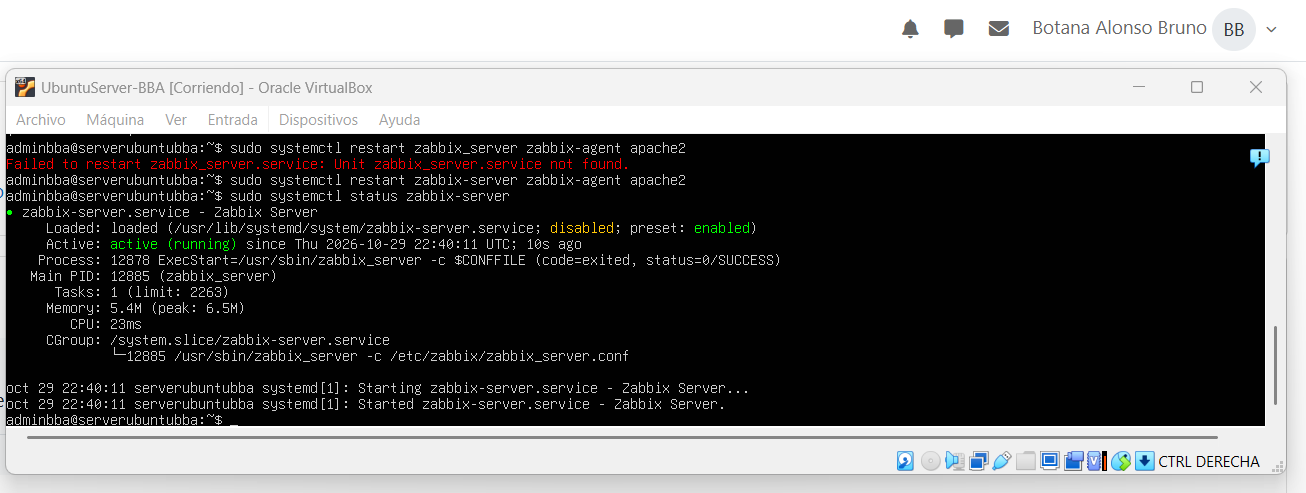 Botana Alonso Bruno BB
UbuntuServer-BBA [Corriendo] - Oracle VirtualBox
Archivo Máquina Ver Entrada Dispositivos Ayuda
adminbba@serverubuntubba:~$ sudo systemctl restart zabbix_server zabbix-agent apache2
Failed to restart zabbix_server.service: Unit zabbix_server.service not found.
adminbba@serverubuntubba:~$ sudo systemctl restart zabbix-server zabbix-agent apache2
adminbba@serverubuntubba:~$ sudo systemctl status zabbix-server
● zabbix-server.service - Zabbix Server
Loaded: loaded (/usr/lib/systemd/system/zabbix-server.service; disabled; preset: enabled)
Active: active (running) since Thu 2026-10-29 22:40:11 UTC; 10s ago
Process: 12878 ExecStart=/usr/sbin/zabbix_server -c $CONFFILE (code=exited, status=0/SUCCESS)
Main PID: 12885 (zabbix_server)
Tasks: 1 (limit: 2263)
Memory: 5.4M (peak: 6.5M)
CPU: 23ms
CGroup: /system.slice/zabbix-server.service
└─12885 /usr/sbin/zabbix_server -c /etc/zabbix/zabbix_server.conf
oct 29 22:40:11 serverubuntubba systemd[1]: Starting zabbix-server.service - Zabbix Server...
oct 29 22:40:11 serverubuntubba systemd[1]: Started zabbix-server.service - Zabbix Server.
adminbba@serverubuntubba:~$ _
CTRL DERECHA